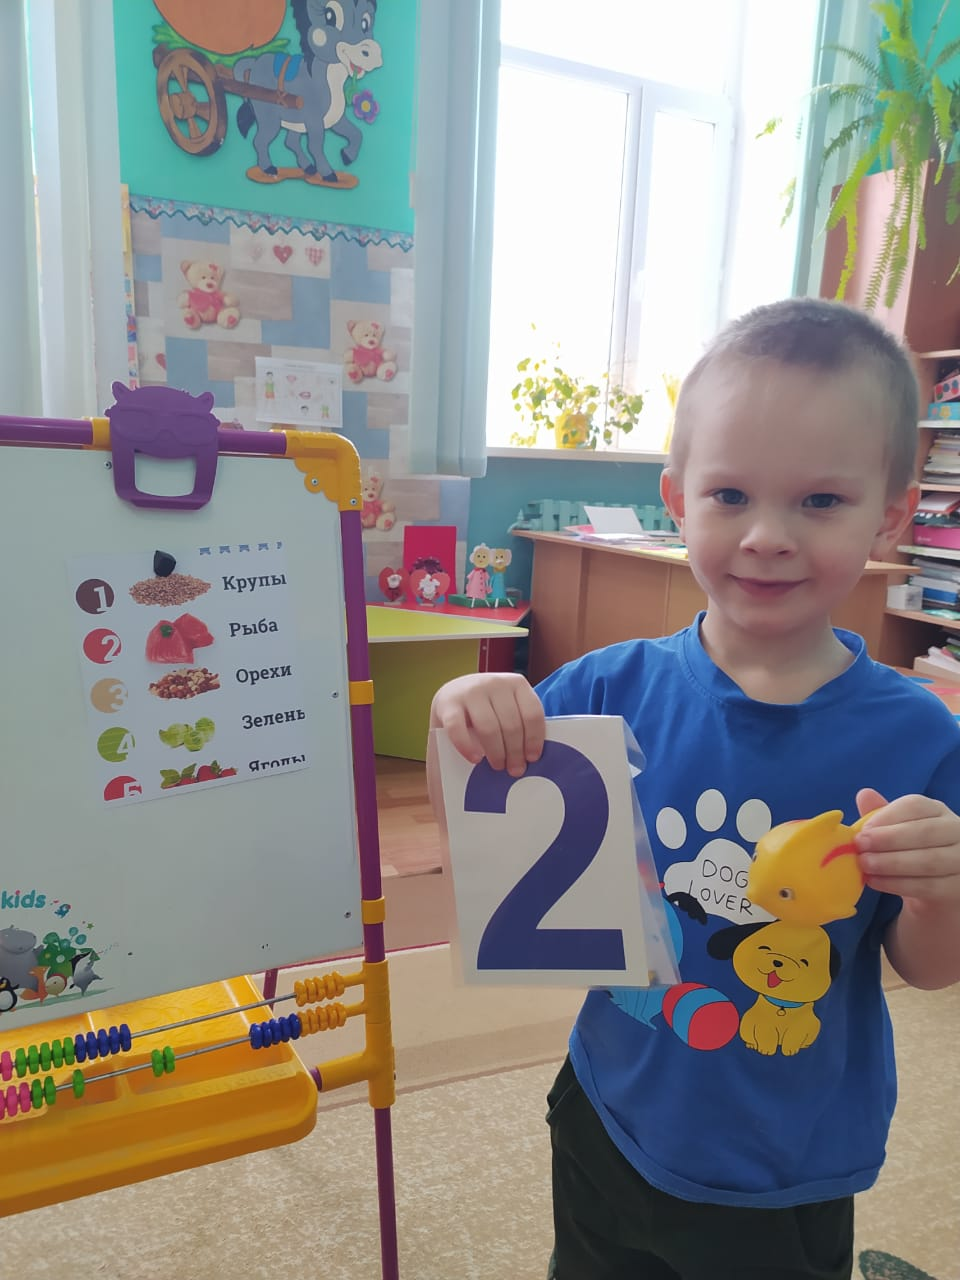 1 Крупы
2 Рыба
3 Орехи
4 Зелень
5 Ягоды
kids
2
DOG
LOVER